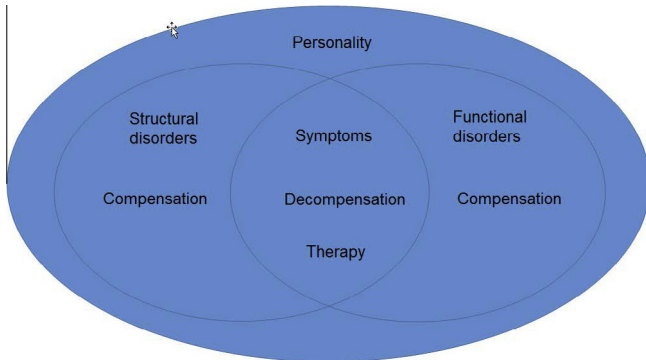 Personality
Structural
disorders
Symptoms
Functional
disorders
Compensation
Decompensation
Compensation
Therapy